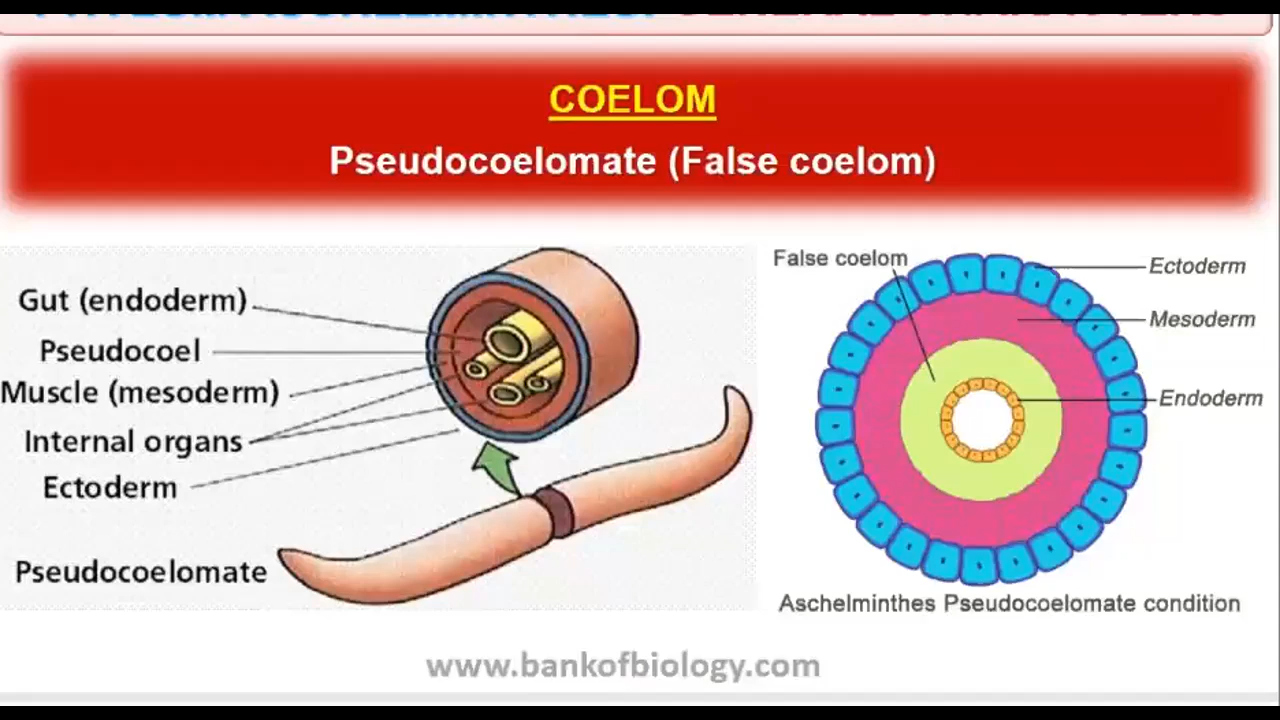 COELOM
Pseudocoelomate (False coelom)
Gut (endoderm)
Pseudocoel
Muscle (mesoderm)
Internal organs
Ectoderm
Pseudocoelomate
False coelom
Ectoderm
Mesoderm
Endoderm
Aschelminthes Pseudocoelomate condition
www.bankofbiology.com